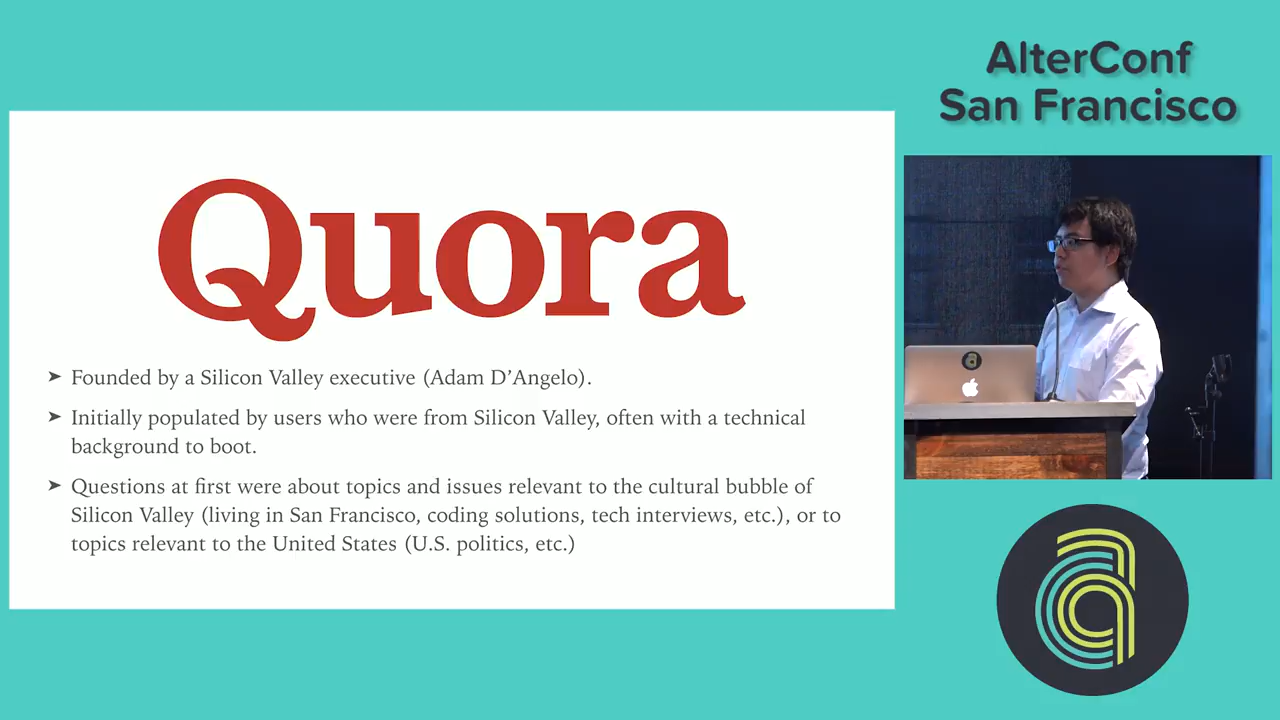 AlterConf
San Francisco
Quora
➤ Founded by a Silicon Valley executive (Adam D’Angelo).
➤ Initially populated by users who were from Silicon Valley, often with a technical
background to boot.
➤ Questions at first were about topics and issues relevant to the cultural bubble of
Silicon Valley (living in San Francisco, coding solutions, tech interviews, etc.), or to
topics relevant to the United States (U.S. politics, etc.)